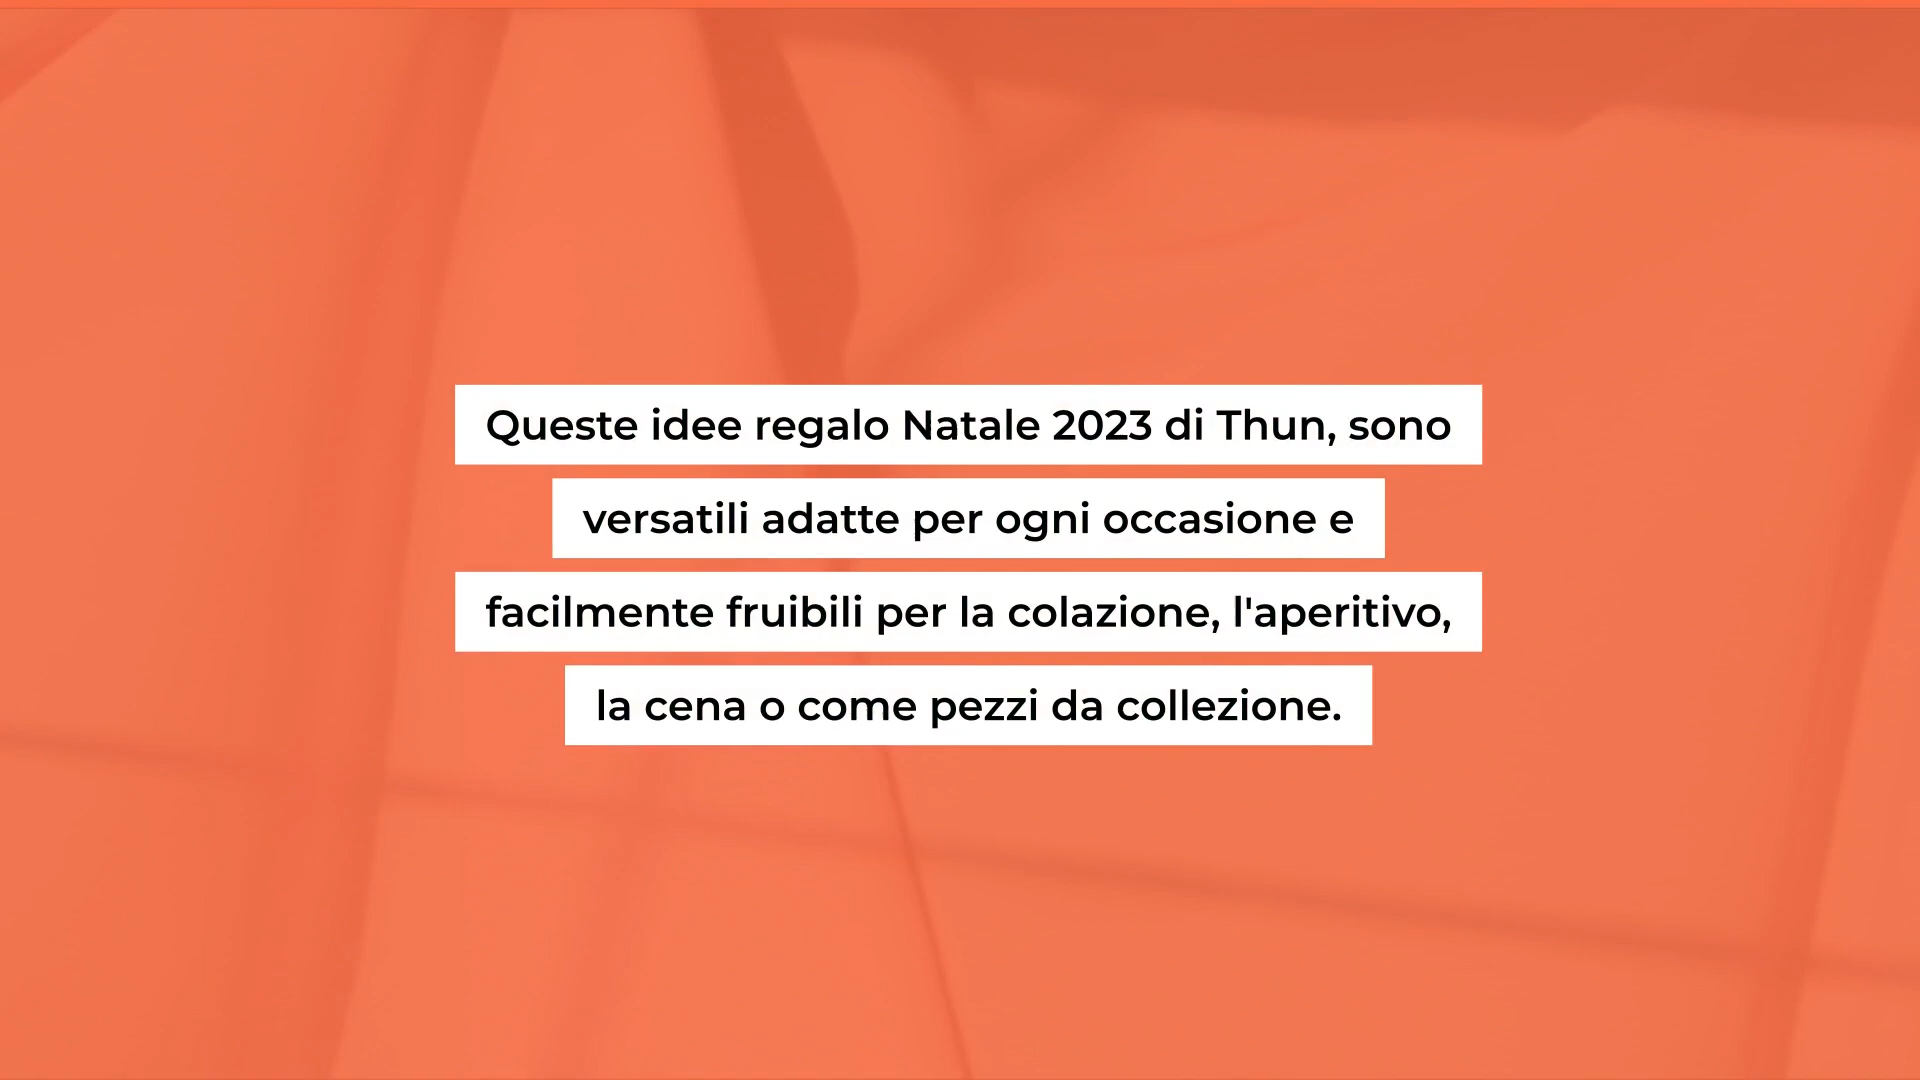 Queste idee regalo Natale 2023 di Thun, sono
versatili adatte per ogni occasione e
facilmente fruibili per la colazione, l'aperitivo,
la cena o come pezzi da collezione.